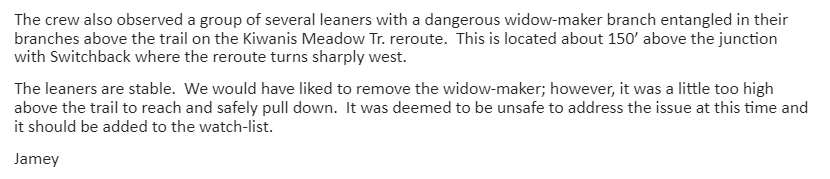 The crew also observed a group of several leaners with a dangerous widow-maker branch entangled in their
branches above the trail on the Kiwanis Meadow Tr. reroute.  This is located about 150′ above the junction
with Switchback where the reroute turns sharply west.
The leaners are stable.  We would have liked to remove the widow-maker; however, it was a little too high
above the trail to reach and safely pull down.  It was deemed to be unsafe to address the issue at this time and
it should be added to the watch-list.
Jamey